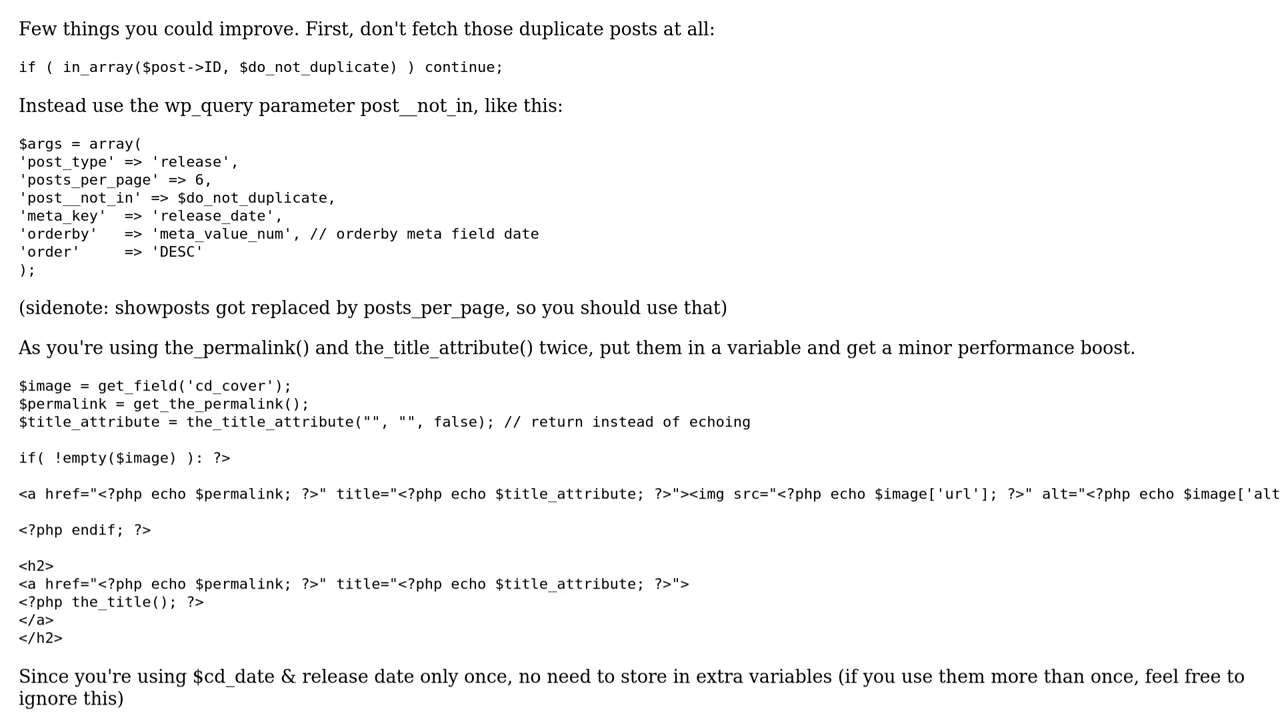 Few things you could improve. First, don't fetch those duplicate posts at all:
if ( in_array($post->ID, $do_not_duplicate) ) continue;
Instead use the wp_query parameter post__not_in, like this:
$args = array(
'post_type' => 'release',
'posts_per_page' => 6,
'post__not_in' => $do_not_duplicate,
'meta_key'  => 'release_date',
'orderby'   => 'meta_value_num', // orderby meta field date
'order'     => 'DESC'
);
(sidenote: showposts got replaced by posts_per_page, so you should use that)
As you're using the_permalink() and the_title_attribute() twice, put them in a variable and get a minor performance boost.
$image = get_field('cd_cover');
$permalink = get_the_permalink();
$title_attribute = the_title_attribute("", "", false); // return instead of echoing
if( !empty($image) ): ?>
<a href="<?php echo $permalink; ?>" title="<?php echo $title_attribute; ?>"><img src="<?php echo $image['url']; ?>" alt="<?php echo $image['alt
<?php endif; ?>
<h2>
<a href="<?php echo $permalink; ?>" title="<?php echo $title_attribute; ?>">
<?php the_title(); ?>
</a>
</h2>
Since you're using $cd_date & release date only once, no need to store in extra variables (if you use them more than once, feel free to
ignore this)